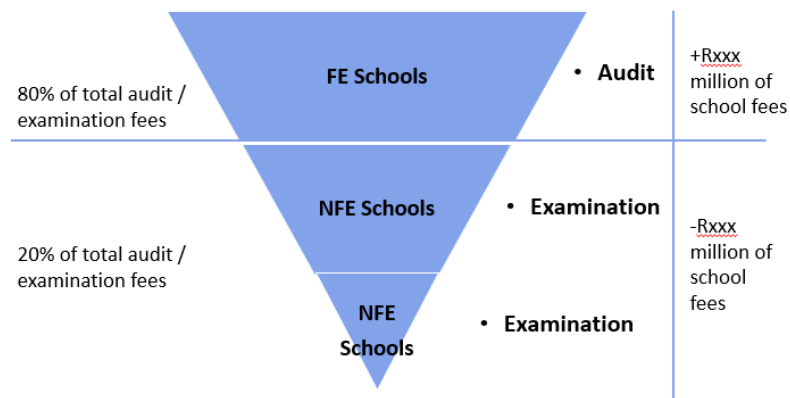 FE Schools
• Audit
+Rxxx
million of
school fees
80% of total audit /
examination fees
NFE Schools
• Examination
-Rxxx
million of
school
fees
20% of total audit /
examination fees
NFE
Schools
• Examination